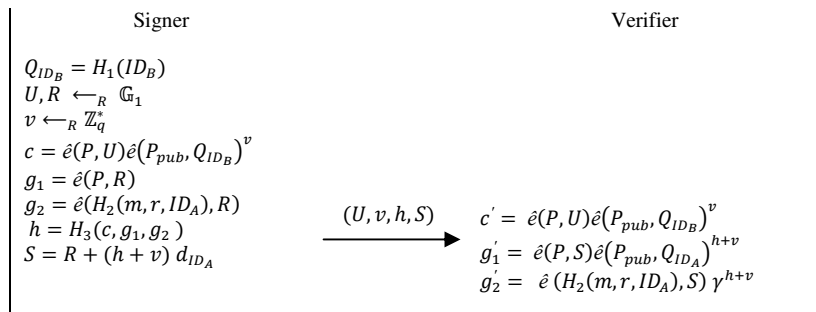 Signer
Verifier
Q_{ID_B} = H_1(ID_B)
U, R ←_R 𝔾_1
v ←_R ℤ_q^*
c = ê(P, U)ê(P_{pub}, Q_{ID_B})^v
g_1 = ê(P, R)
g_2 = ê(H_2(m, r, ID_A), R)
h = H_3(c, g_1, g_2 )
S = R + (h + v) d_{ID_A}
(U, v, h, S)
c' = ê(P, U)ê(P_{pub}, Q_{ID_B})^v
g_1' = ê(P, S)ê(P_{pub}, Q_{ID_A})^{h+v}
g_2' = ê (H_2(m, r, ID_A), S) γ^{h+v}